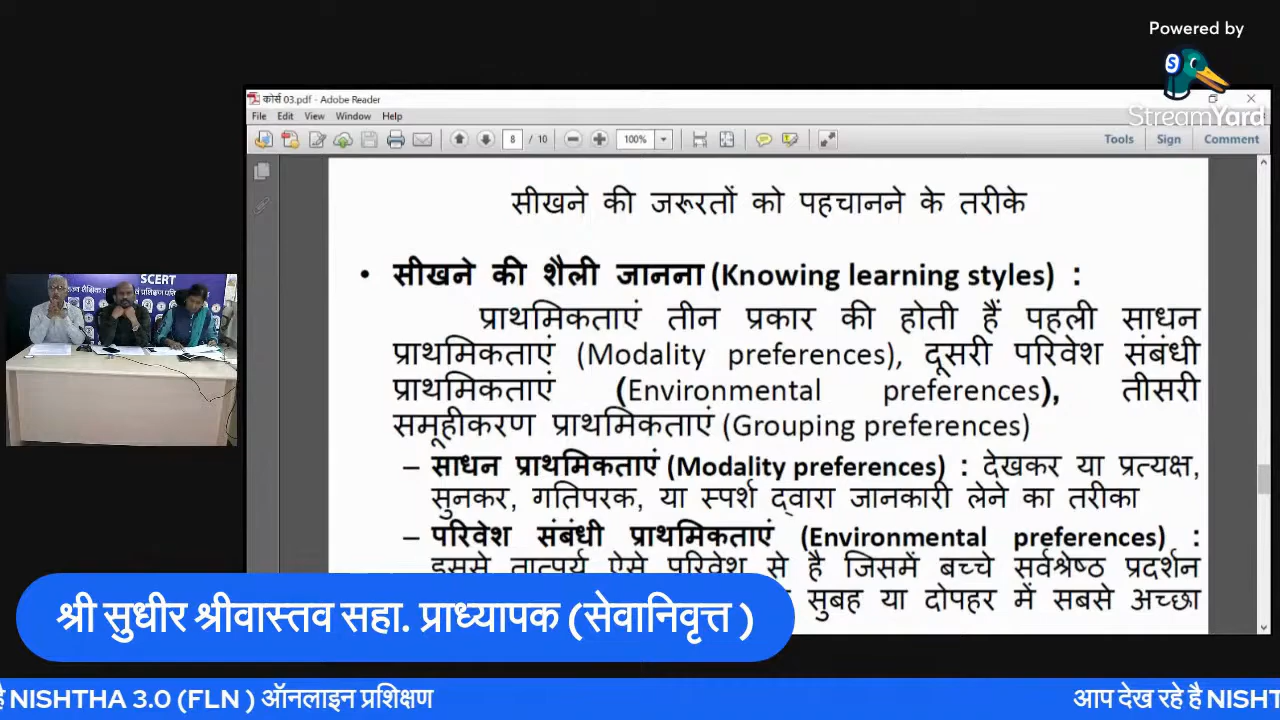 Powered by
StreamYard
कोर्स 03.pdf - Adobe Reader
File Edit View Window Help
8 / 10 100% Tools Sign Comment
सीखने की जरूरतों को पहचानने के तरीके
• सीखने की शैली जानना (Knowing learning styles) :
प्राथमिकताएं तीन प्रकार की होती हैं पहली साधन
प्राथमिकताएं (Modality preferences), दूसरी परिवेश संबंधी
प्राथमिकताएं (Environmental preferences), तीसरी
समूहीकरण प्राथमिकताएं (Grouping preferences)
– साधन प्राथमिकताएं (Modality preferences) : देखकर या प्रत्यक्ष,
सुनकर, गतिपरक, या स्पर्श द्वारा जानकारी लेने का तरीका
– परिवेश संबंधी प्राथमिकताएं (Environmental preferences) :
इससे तात्पर्य ऐसे परिवेश से है जिसमें बच्चे सर्वश्रेष्ठ प्रदर्शन
सुबह या दोपहर में सबसे अच्छा
SCERT
श्री सुधीर श्रीवास्तव सहा. प्राध्यापक (सेवानिवृत्त )
है NISHTHA 3.0 (FLN ) ऑनलाइन प्रशिक्षण
आप देख रहे है NISHT